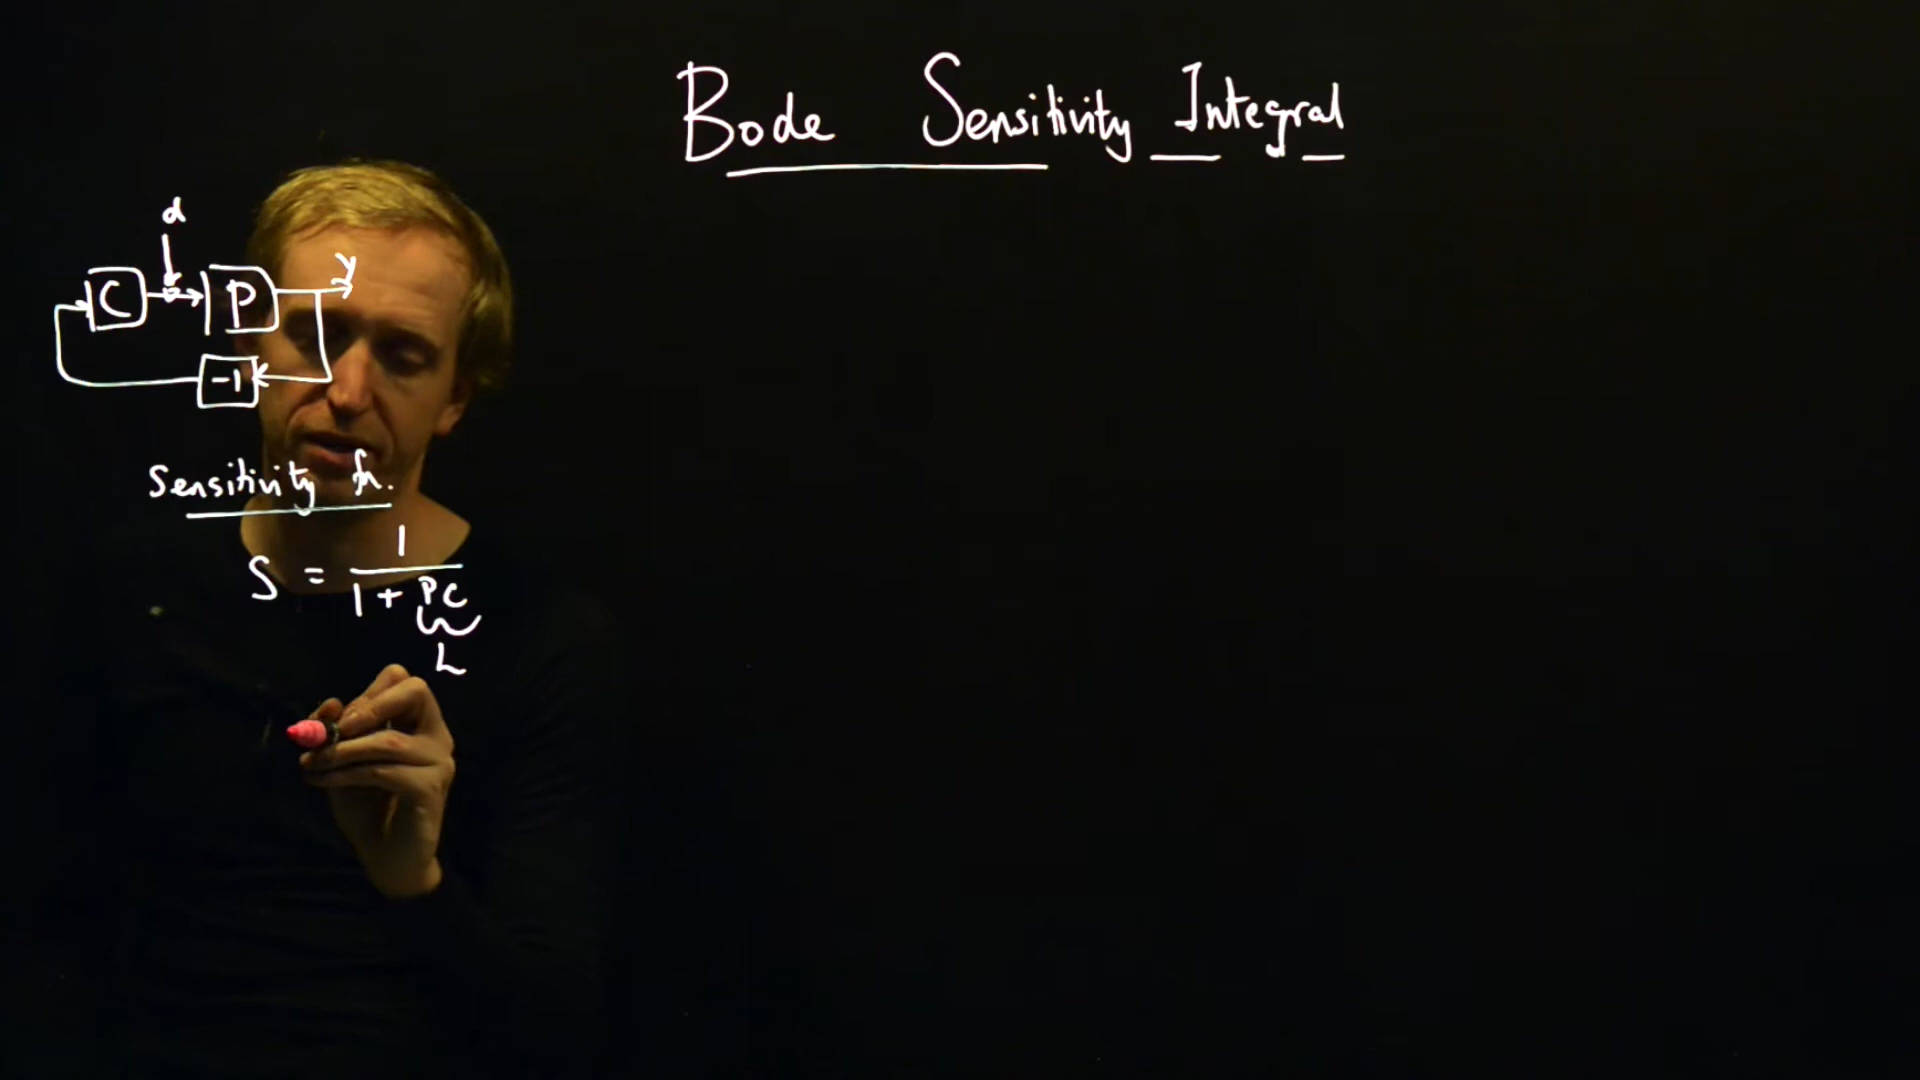 Bode Sensitivity Integral
d
C P y
-1
Sensitivity fn.
S = 1
1 + PC
L